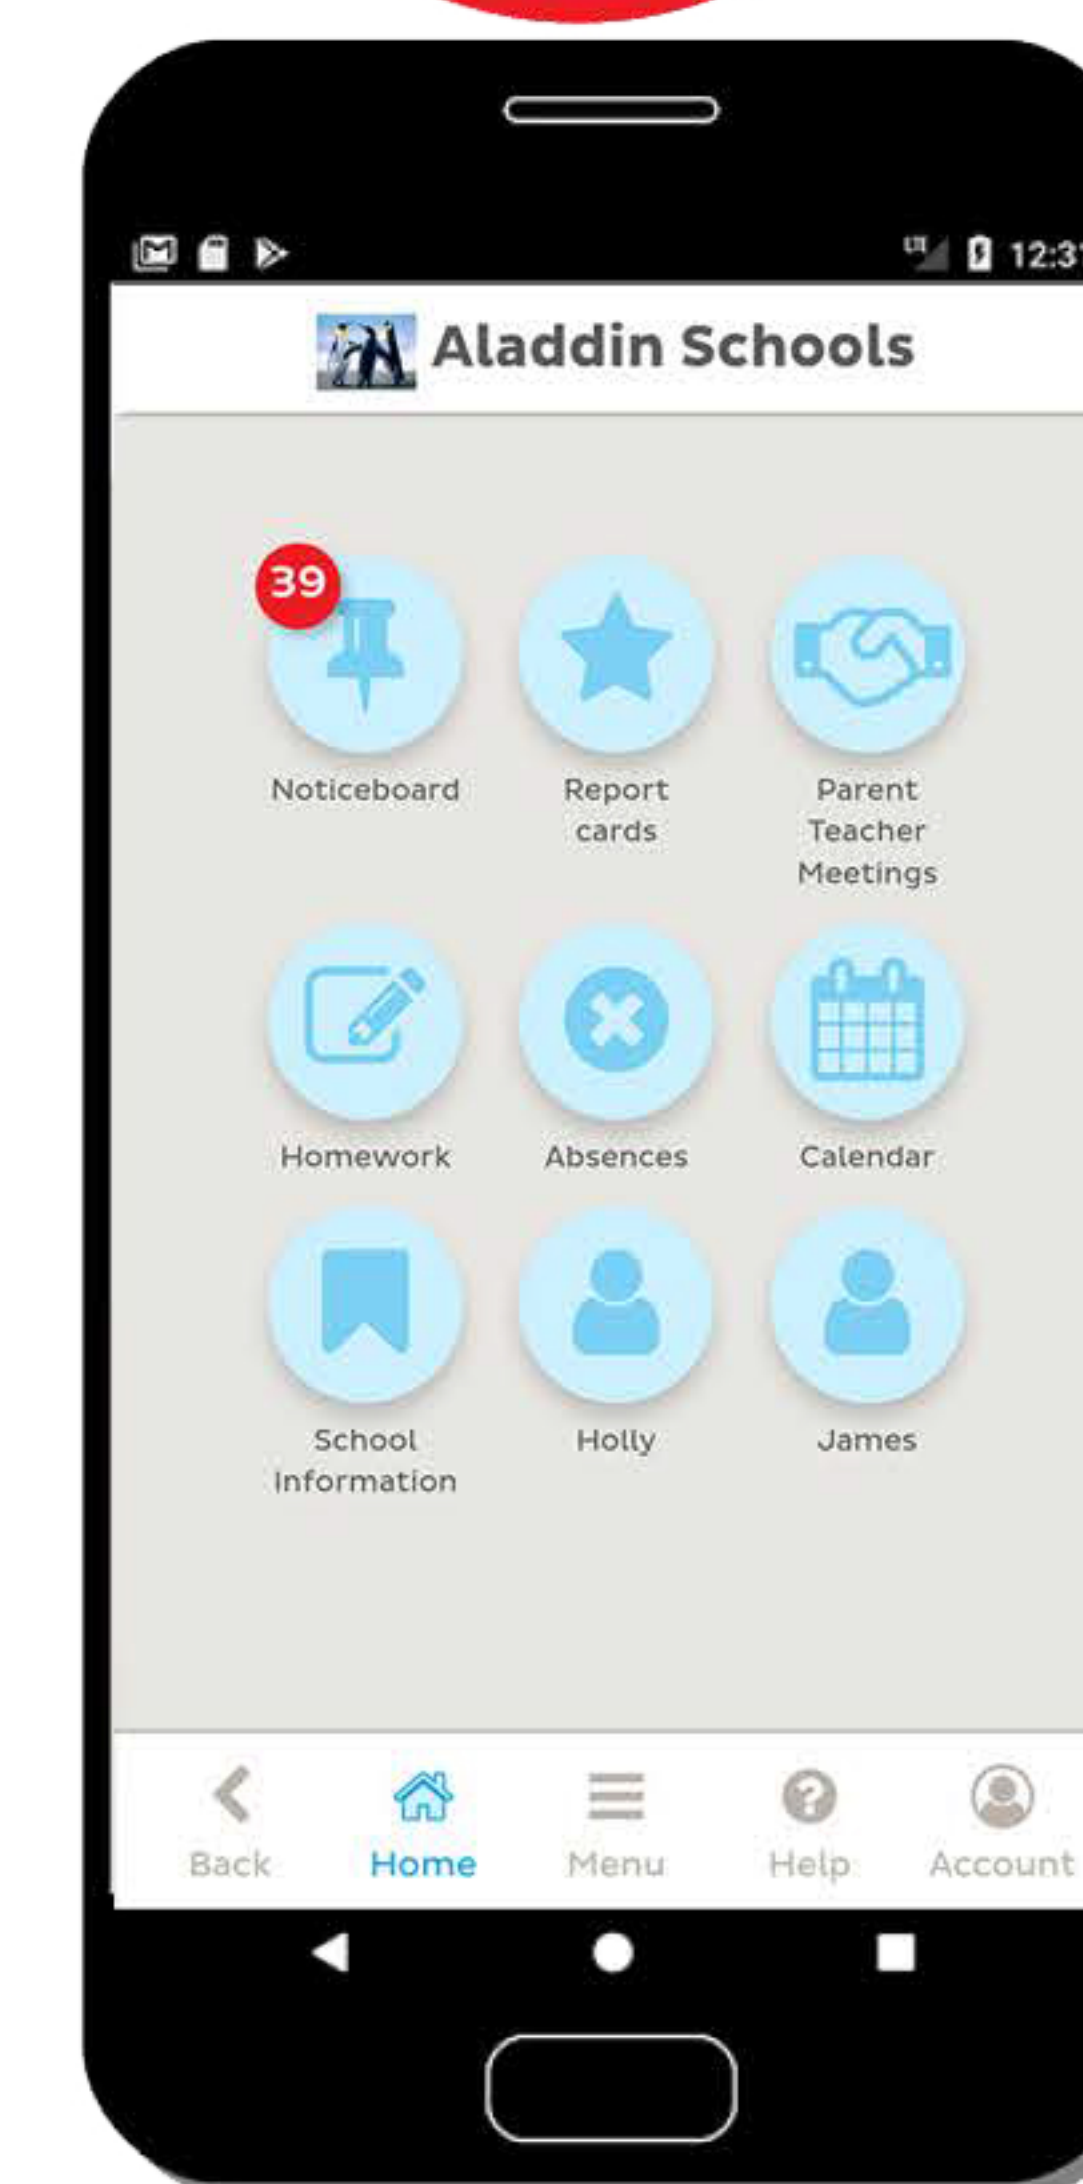 12:31
Aladdin Schools
39
Noticeboard
Report
cards
Parent
Teacher
Meetings
Homework
Absences
Calendar
School
Information
Holly
James
Back
Home
Menu
Help
Account